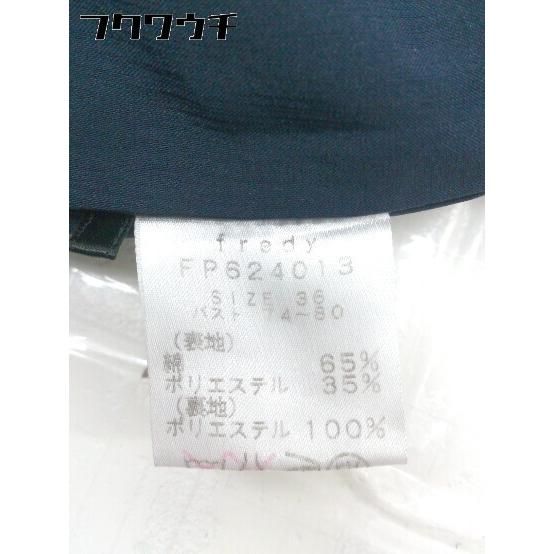 フクワウチ
fredy
FP624013
SIZE 36
バスト 74-80
(表地)
綿 65%
ポリエステル 35%
(裏地)
ポリエステル 100%